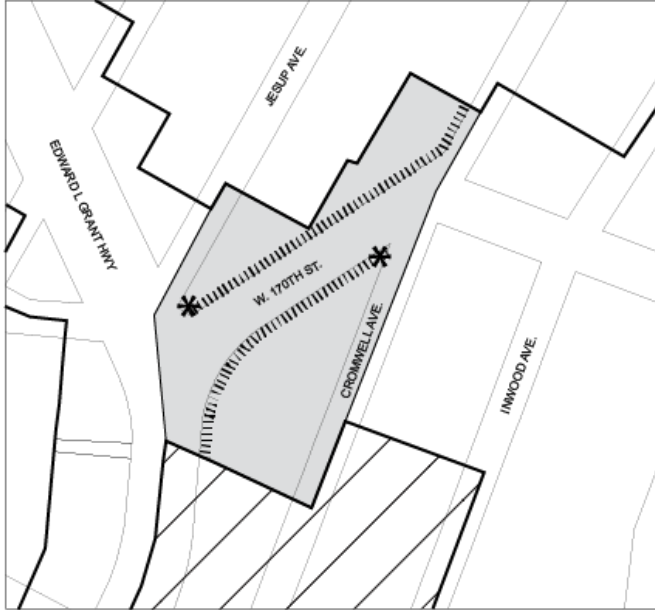 JESUP AVE.
EDWARD L GRANT HWY
W. 170TH ST.
CROMWELL AVE.
INWOOD AVE.